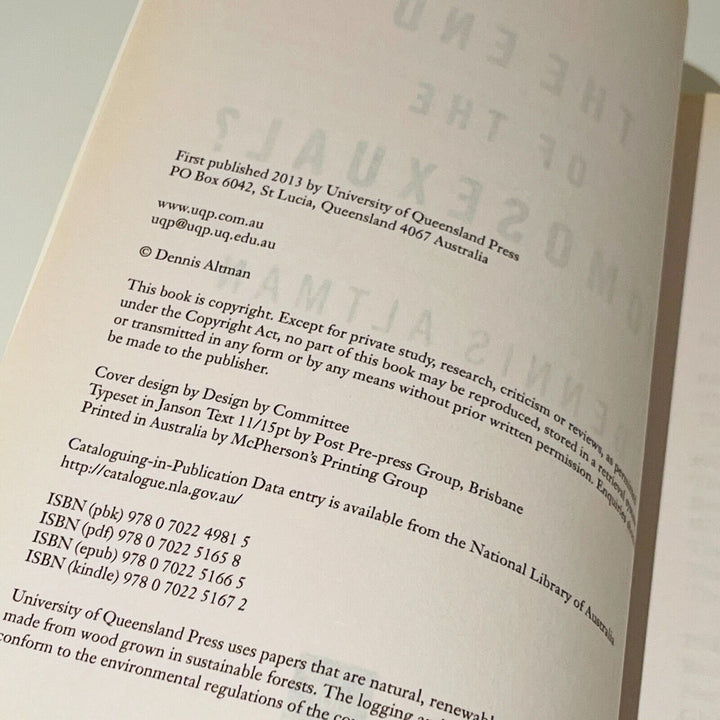 First published 2013 by University of Queensland Press
PO Box 6042, St Lucia, Queensland 4067 Australia
www.uqp.com.au
uqp@uqp.uq.edu.au
© Dennis Altman
This book is copyright. Except for private study, research, criticism or reviews, as permitted
under the Copyright Act, no part of this book may be reproduced, stored in a retrieval
or transmitted in any form or by any means without prior written permission. Enquiries
be made to the publisher.
Cover design by Design by Committee
Typeset in Janson Text 11/15pt by Post Pre-press Group, Brisbane
Printed in Australia by McPherson's Printing Group
Cataloguing-in-Publication Data entry is available from the National Library of Australia
http://catalogue.nla.gov.au/
ISBN (pbk) 978 0 7022 4981 5
ISBN (pdf) 978 0 7022 5165 8
ISBN (epub) 978 0 7022 5166 5
ISBN (kindle) 978 0 7022 5167 2
University of Queensland Press uses papers that are natural, renewabl
made from wood grown in sustainable forests. The logging
conform to the environmental regulations of the
THE END
OF THE
MOSEXUAL?
ENNIS ALTMAN